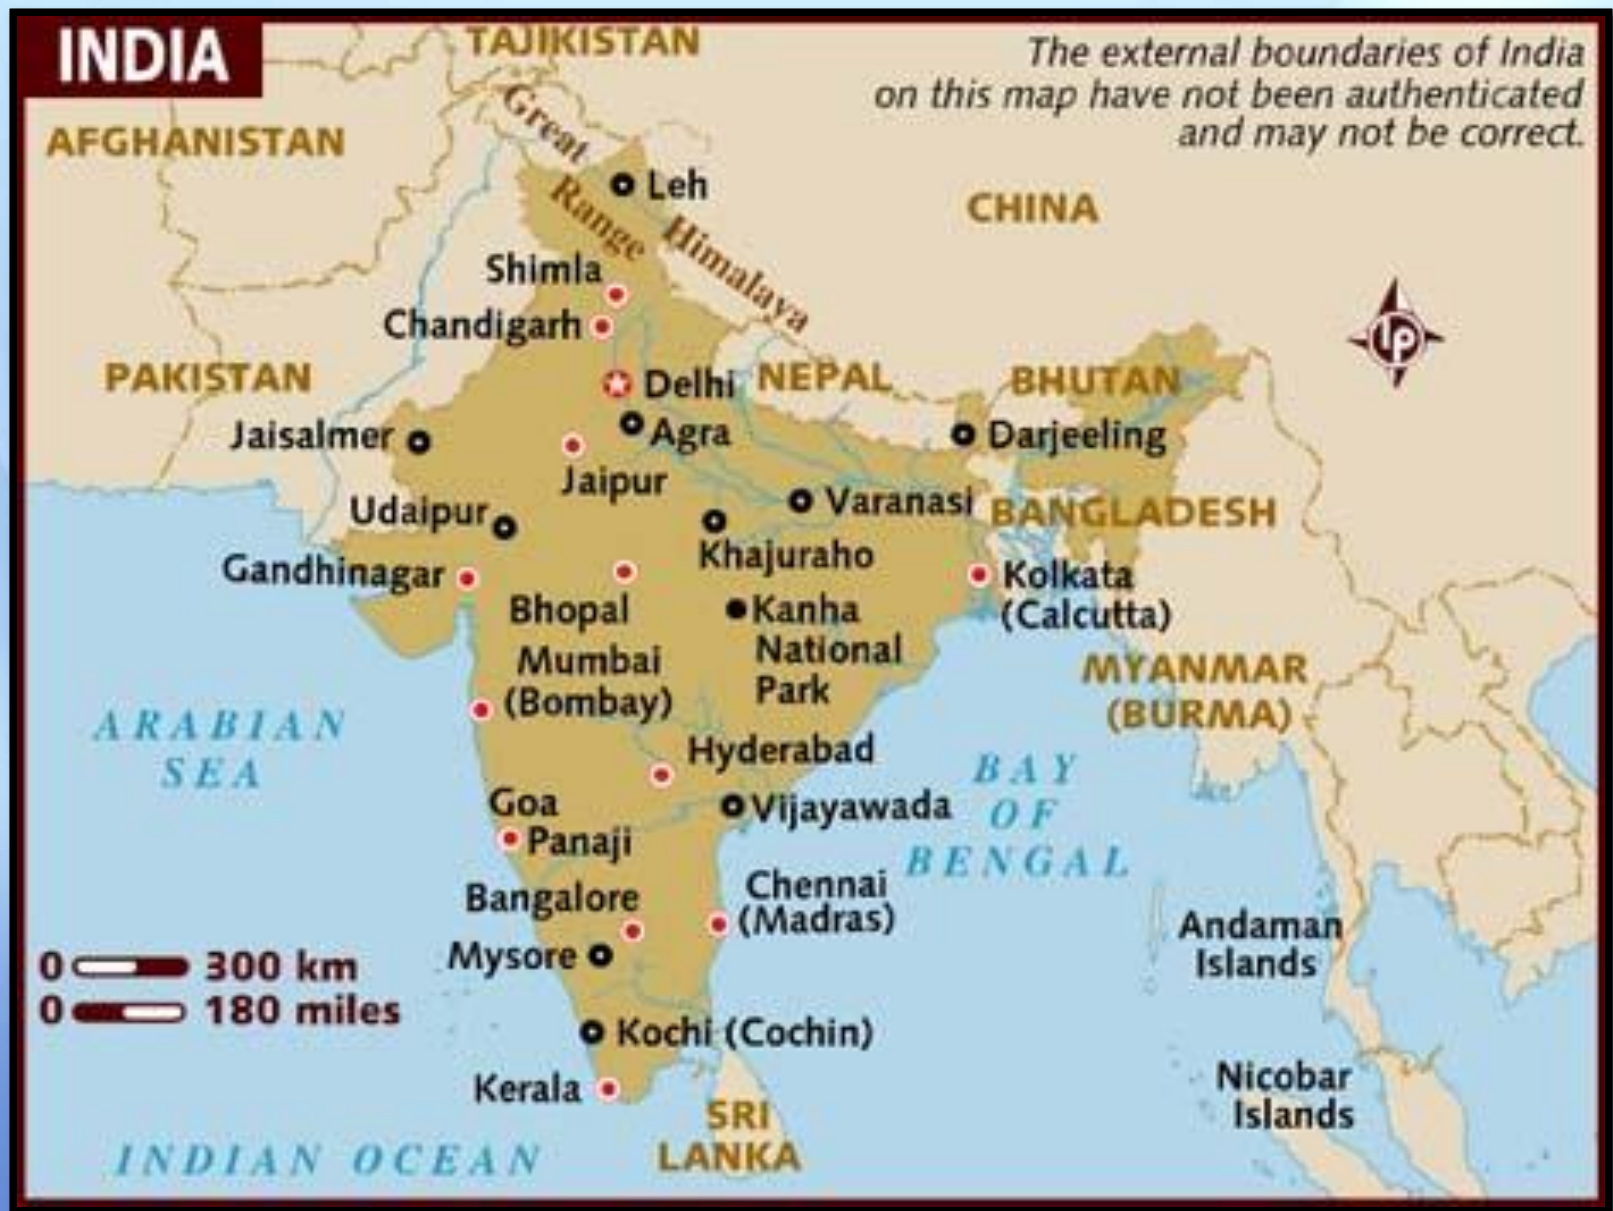 INDIA
TAJIKISTAN
The external boundaries of India
on this map have not been authenticated
and may not be correct.
AFGHANISTAN
Great
Range
Himalaya
Leh
CHINA
Shimla
Chandigarh
LP
PAKISTAN
Delhi
NEPAL
BHUTAN
Jaisalmer
Agra
Darjeeling
Jaipur
Udaipur
Varanasi
BANGLADESH
Khajuraho
Gandhinagar
Kolkata
(Calcutta)
Bhopal
Kanha
National
Park
Mumbai
(Bombay)
MYANMAR
(BURMA)
ARABIAN
SEA
Hyderabad
BAY
OF
BENGAL
Goa
Vijayawada
Panaji
Bangalore
Chennai
(Madras)
Andaman
Islands
Mysore
0 300 km
0 180 miles
Kochi (Cochin)
Kerala
Nicobar
Islands
SRI
LANKA
INDIAN OCEAN